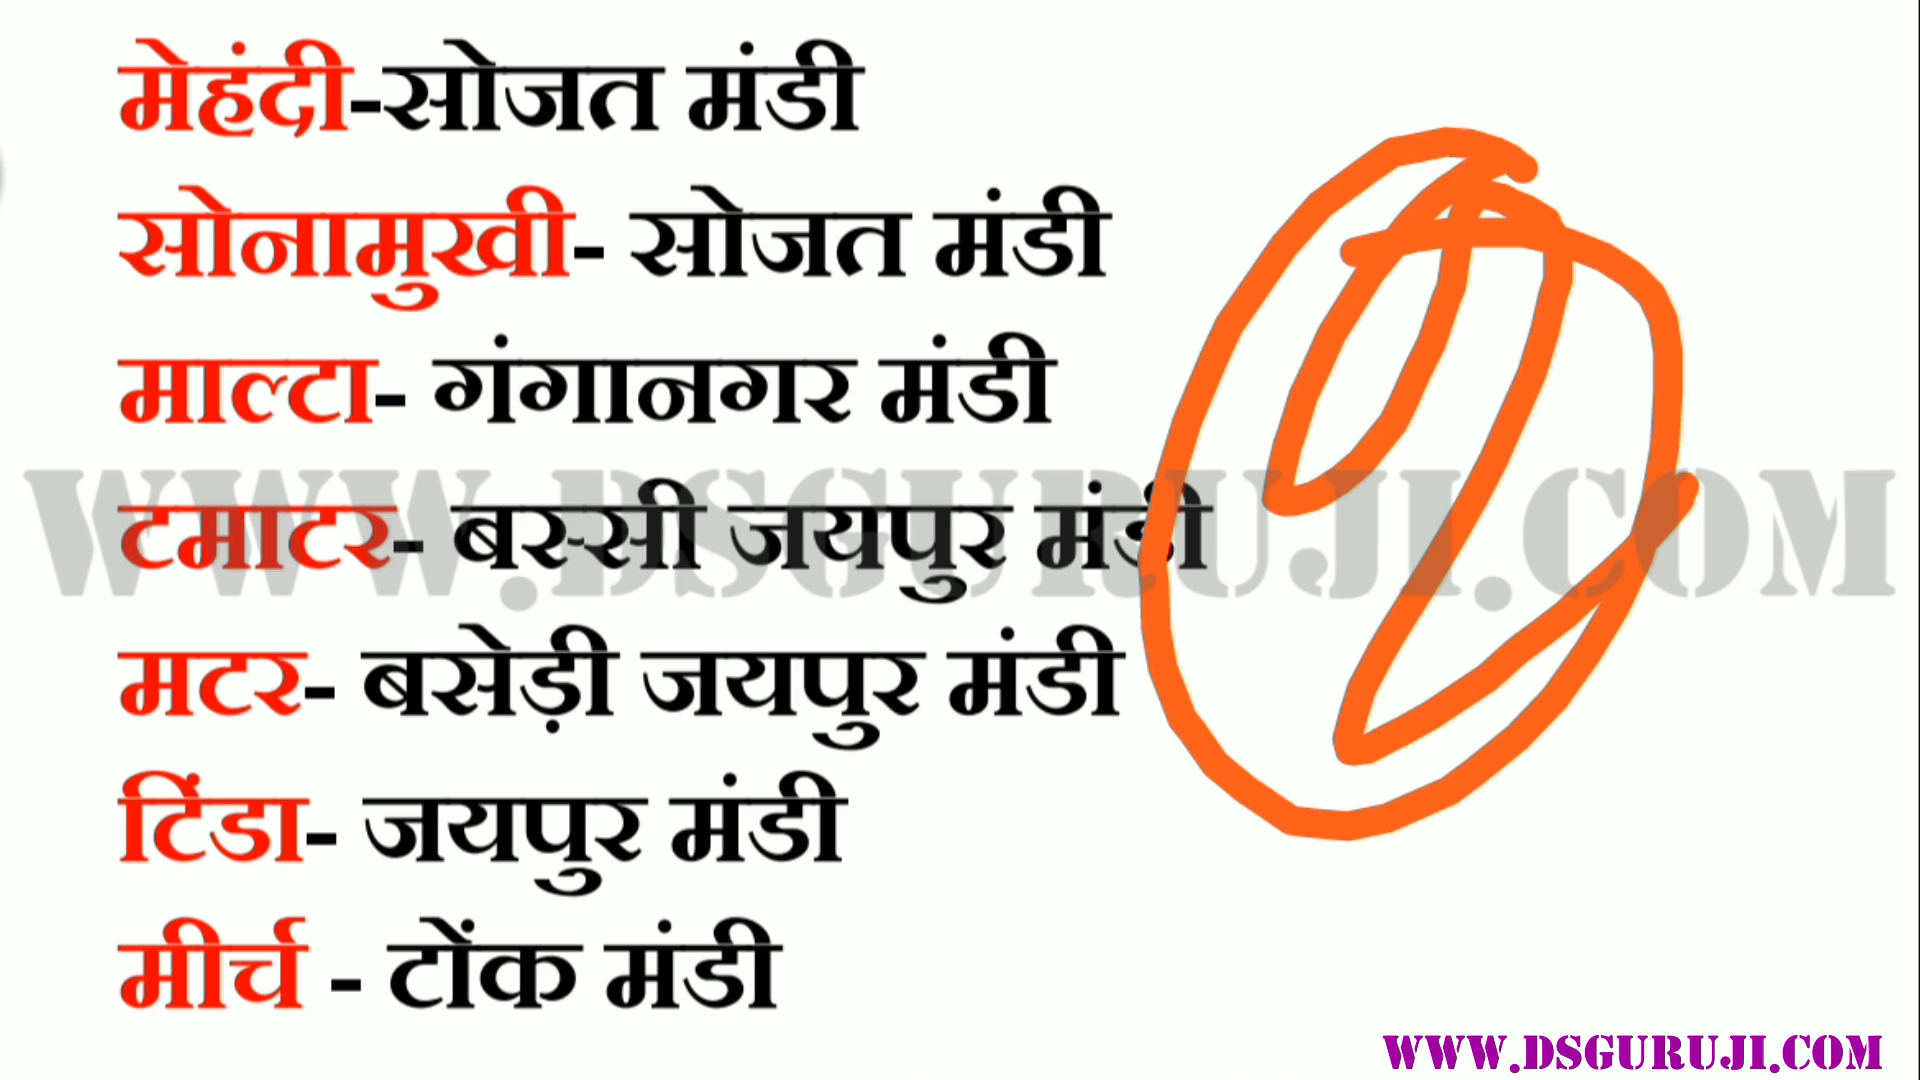 मेहंदी-सोजत मंडी
सोनामुखी- सोजत मंडी
माल्टा- गंगानगर मंडी
WWW.DSGURUJI.COM
टमाटर- बस्सी जयपुर मंडी
मटर- बसेड़ी जयपुर मंडी
टिंडा- जयपुर मंडी
मीर्च - टोंक मंडी
WWW.DSGURUJI.COM